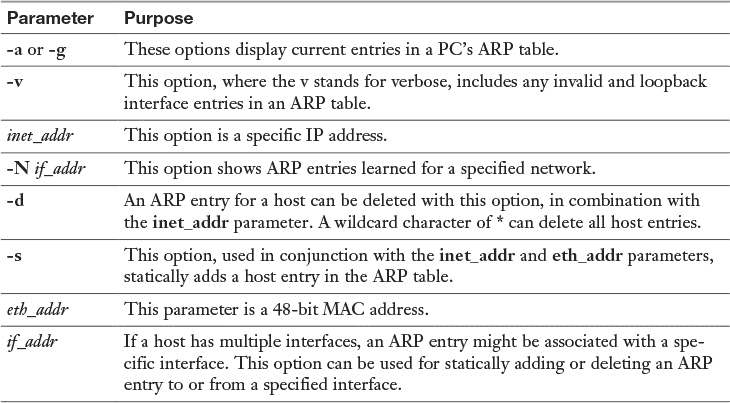 Parameter Purpose
-a or -g These options display current entries in a PC's ARP table.
-v This option, where the v stands for verbose, includes any invalid and loopback
interface entries in an ARP table.
inet_addr This option is a specific IP address.
-N if_addr This option shows ARP entries learned for a specified network.
-d An ARP entry for a host can be deleted with this option, in combination with
the inet_addr parameter. A wildcard character of * can delete all host entries.
-s This option, used in conjunction with the inet_addr and eth_addr parameters,
statically adds a host entry in the ARP table.
eth_addr This parameter is a 48-bit MAC address.
if_addr If a host has multiple interfaces, an ARP entry might be associated with a spe-
cific interface. This option can be used for statically adding or deleting an ARP
entry to or from a specified interface.